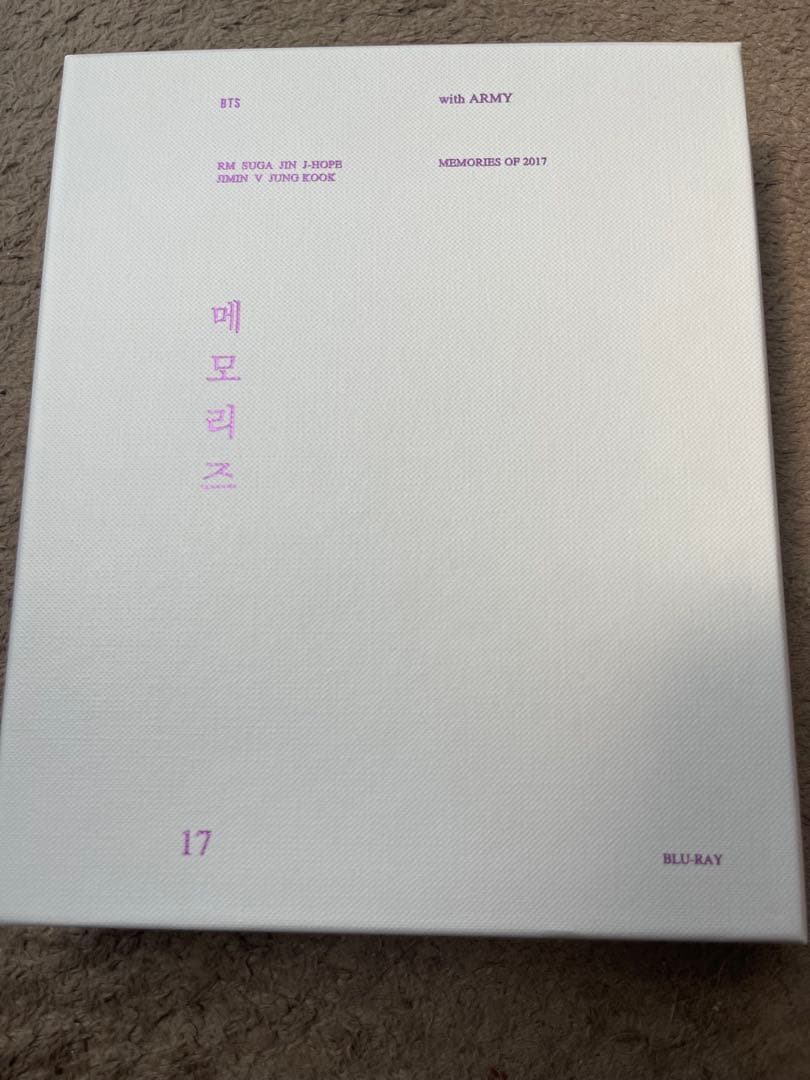 BTS
with ARMY
RM SUGA JIN J-HOPE
JIMIN V JUNG KOOK
MEMORIES OF 2017
메
모
리
즈
17
BLU-RAY